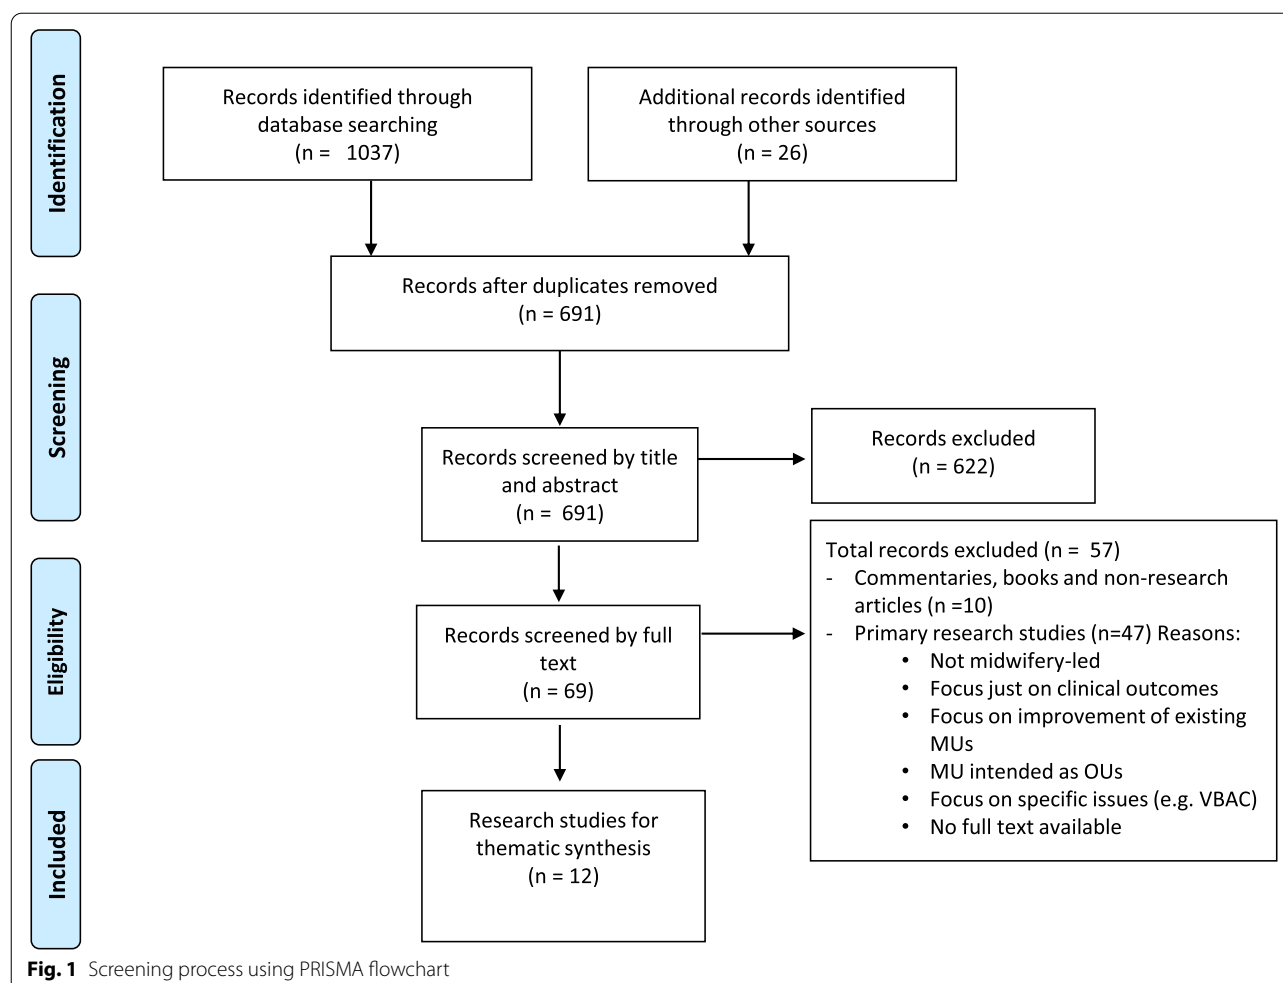 Identification
Records identified through
database searching
(n =   1037)
Additional records identified
through other sources
(n = 26)
Records after duplicates removed
(n = 691)
Screening
Records screened by title
and abstract
(n =  691)
Records excluded
(n = 622)
Eligibility
Records screened by full
text
(n = 69)
Total records excluded (n =  57)
- Commentaries, books and non-research
articles (n =10)
- Primary research studies (n=47) Reasons:
• Not midwifery-led
• Focus just on clinical outcomes
• Focus on improvement of existing
MUs
• MU intended as OUs
• Focus on specific issues (e.g. VBAC)
• No full text available
Included
Research studies for
thematic synthesis
(n = 12)
Fig. 1 Screening process using PRISMA flowchart